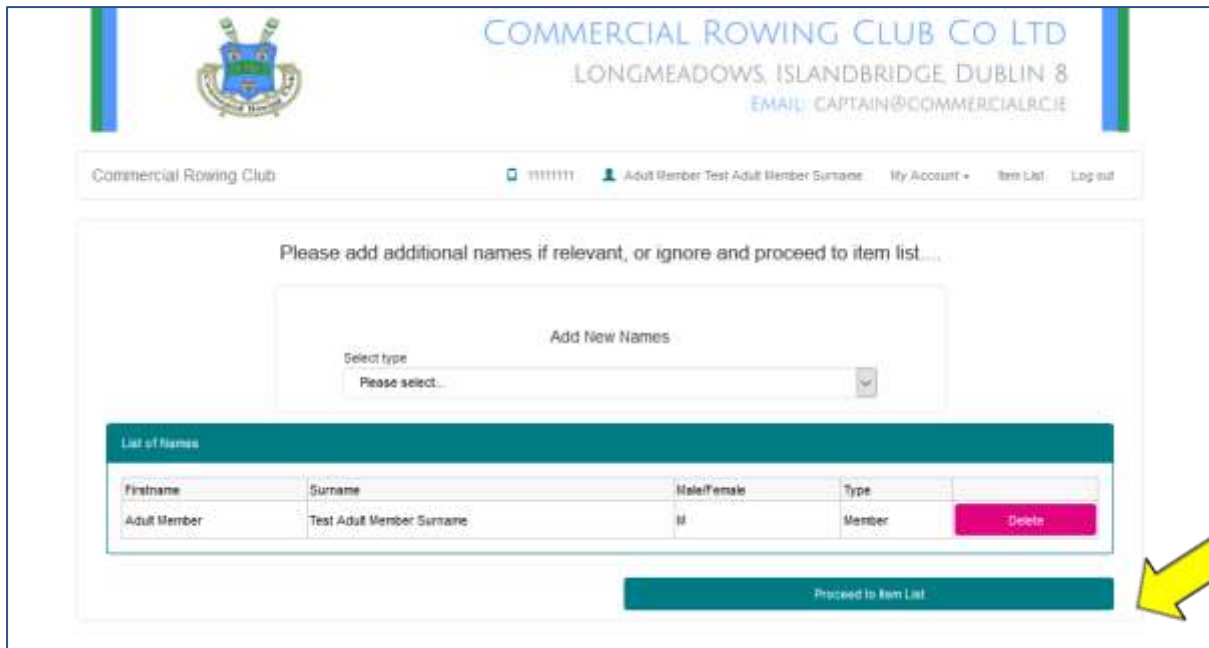 COMMERCIAL ROWING CLUB CO LTD
LONGMEADOWS, ISLANDBRIDGE, DUBLIN 8
EMAIL: CAPTAIN@COMMERCIALRC.IE
Commercial Rowing Club
Commercial Rowing Club 11111111 Adult Member Test Adult Member Surname My Account Item List Log out
Please add additional names if relevant, or ignore and proceed to item list....
Add New Names
Select type
Please select...
List of Names
Firstname Surname Male/Female Type
Adult Member Test Adult Member Surname M Member Delete
Proceed to Item List